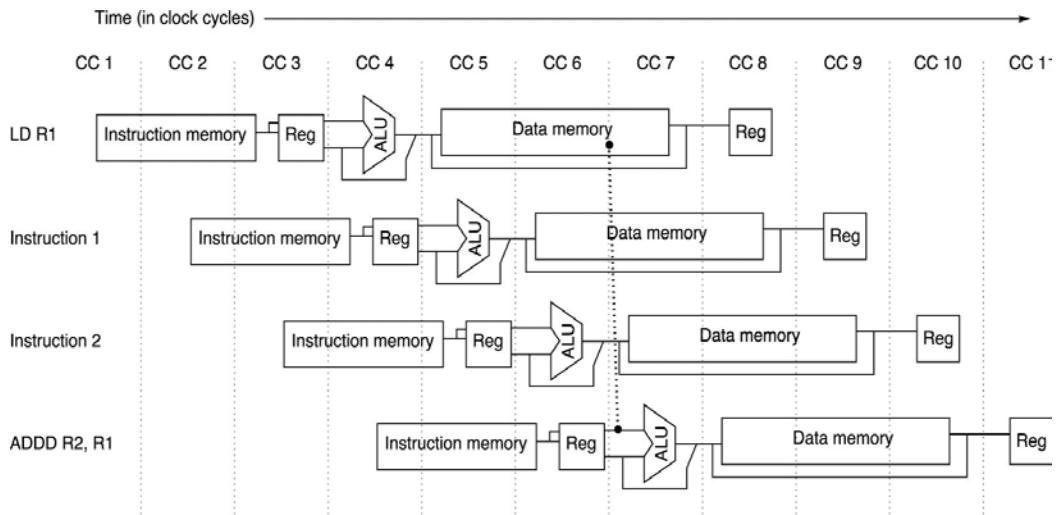 Time (in clock cycles)
CC 1 CC 2 CC 3 CC 4 CC 5 CC 6 CC 7 CC 8 CC 9 CC 10 CC 11
LD R1 Instruction memory Reg ALU Data memory Reg
Instruction 1 Instruction memory Reg ALU Data memory Reg
Instruction 2 Instruction memory Reg ALU Data memory Reg
ADDD R2, R1 Instruction memory Reg ALU Data memory Reg